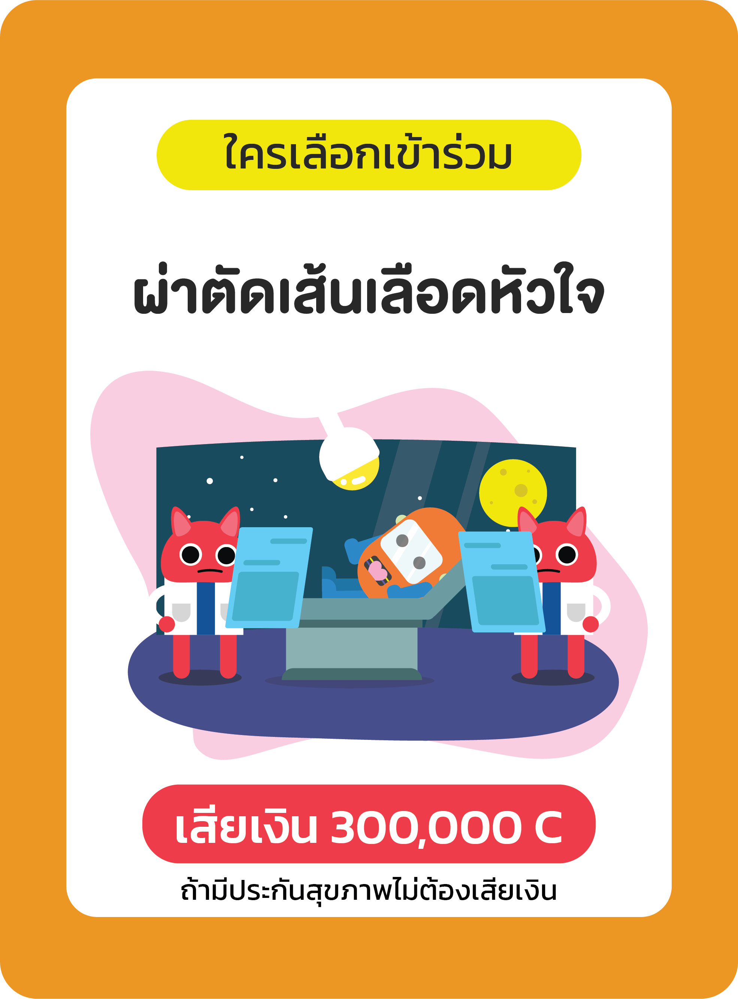 ใครเลือกเข้าร่วม
ผ่าตัดเส้นเลือดหัวใจ
เสียเงิน 300,000 C
ถ้ามีประกันสุขภาพไม่ต้องเสียเงิน